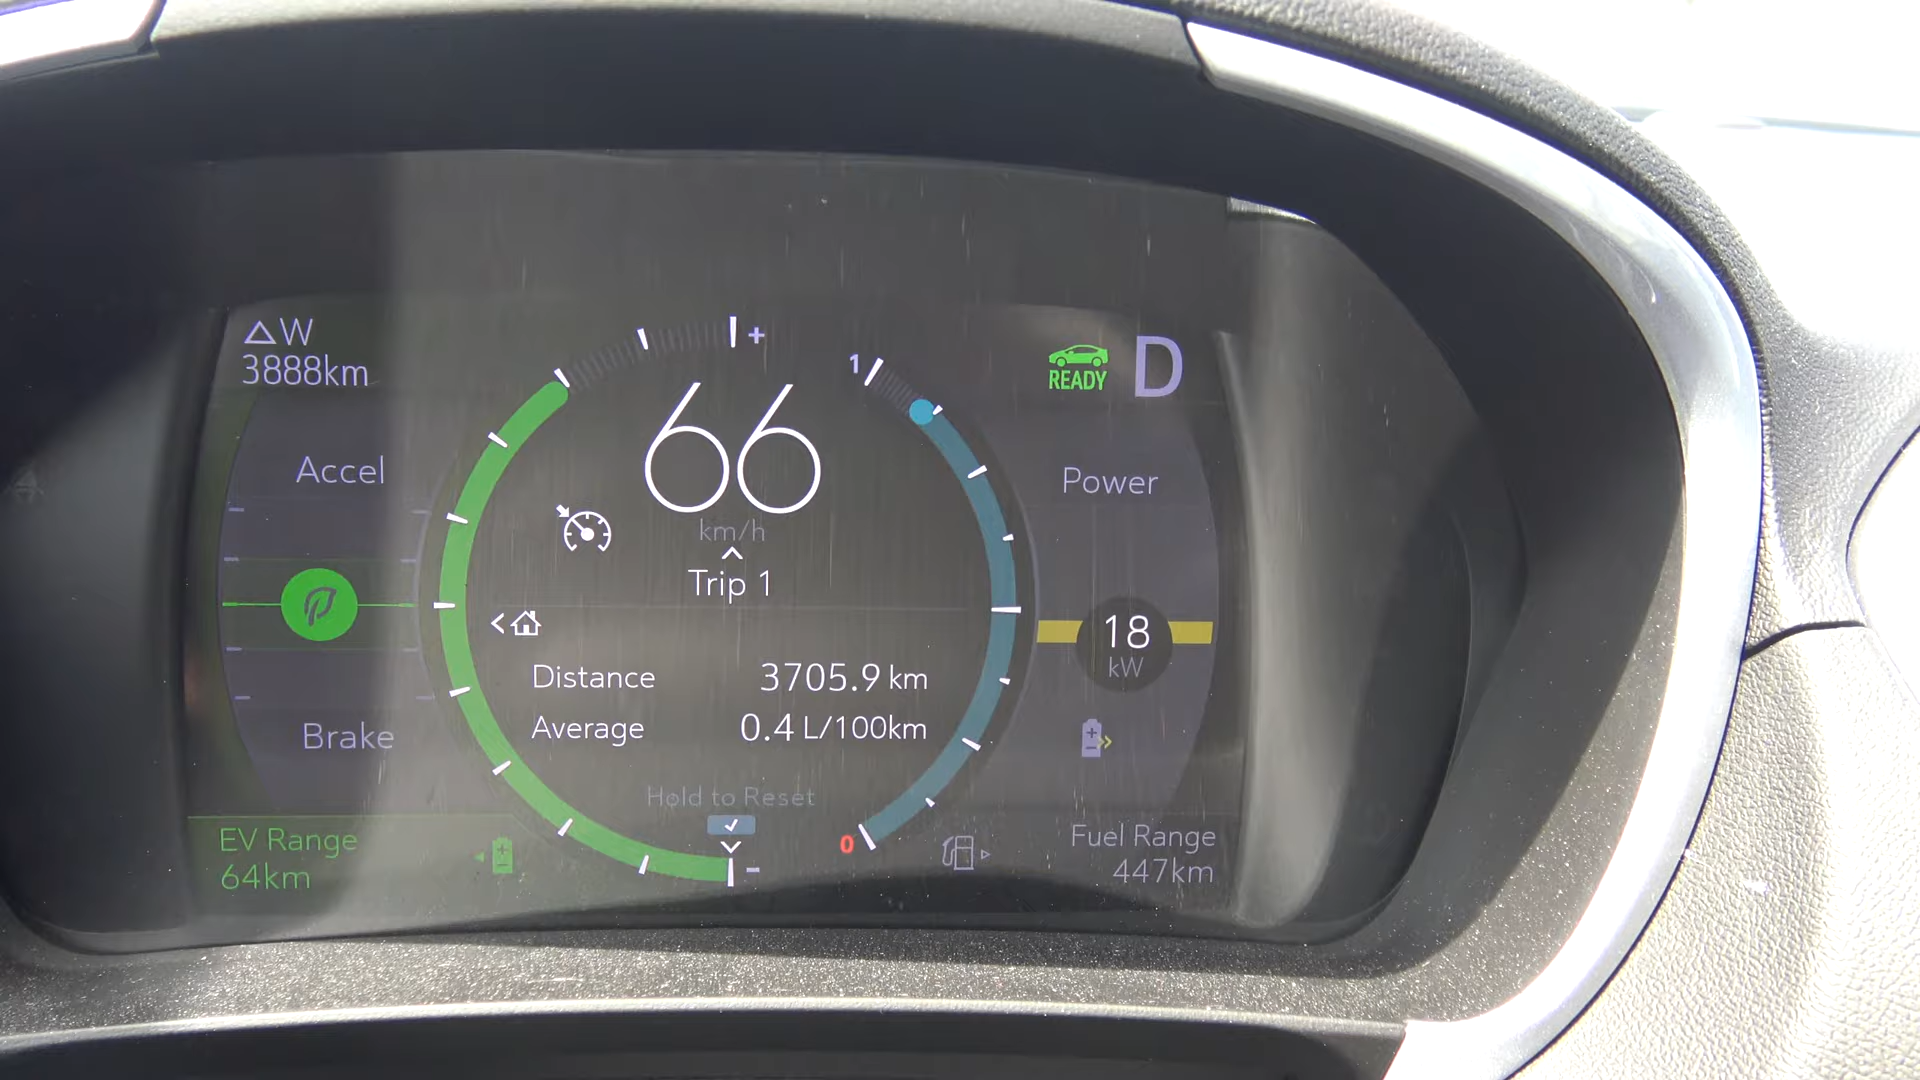 W
3888km
+
1
66
km/h
READY
D
Accel
Power
Trip 1
18
kW
Distance 3705.9 km
Average 0.4 L/100km
Brake
Hold to Reset
EV Range
64km
-
0
Fuel Range
447km